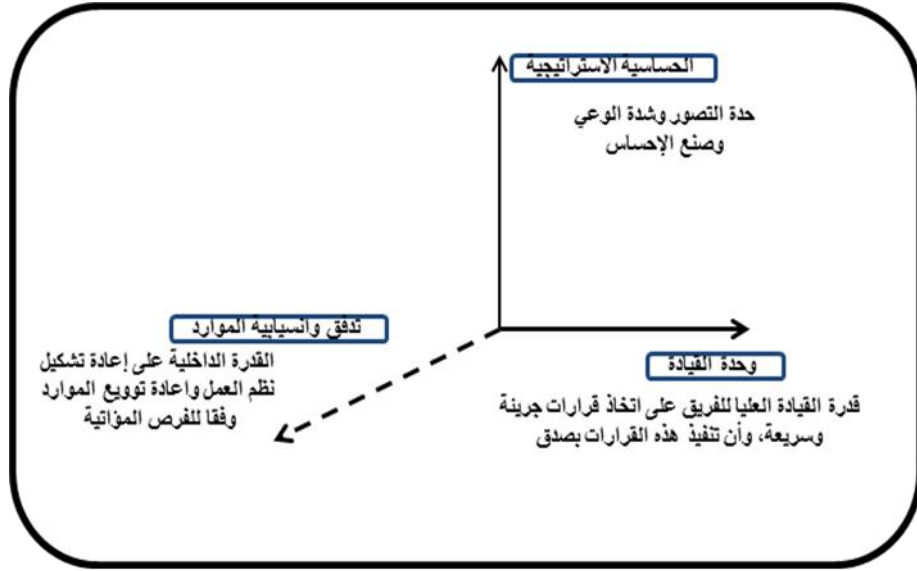 الحساسية الاستراتيجية
حدة التصور وشدة الوعي
وصنع الإحساس
وحدة القيادة
قدرة القيادة العليا للفريق على اتخاذ قرارات جريئة
وسريعة، وأن تنفيذ هذه القرارات بصدق
تدفق وانسيابية الموارد
القدرة الداخلية على إعادة تشكيل
نظم العمل واعادة توويع الموارد
وفقا للفرص المؤاتية